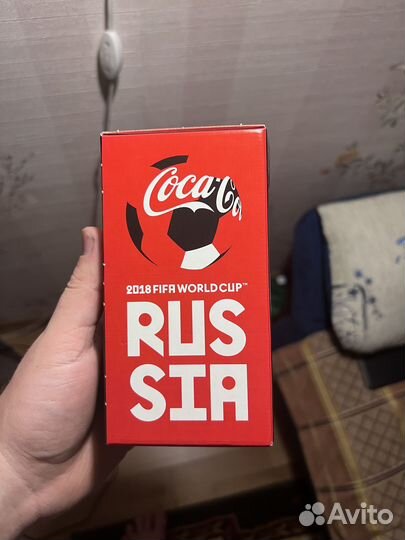 Coca-Cola
2018 FIFA WORLD CUP™
RUS
SIA
Avito